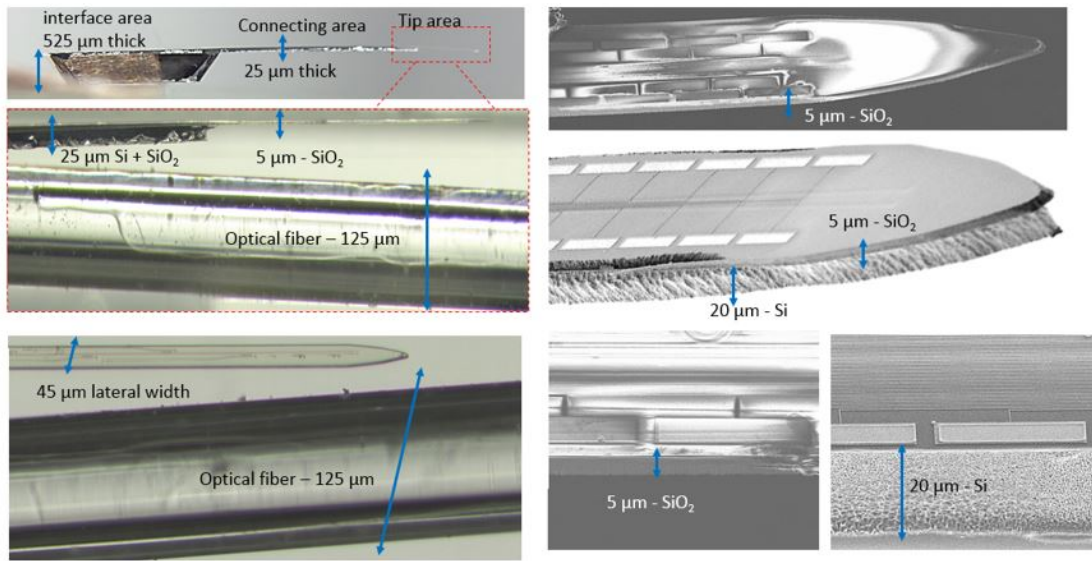 interface area
525 µm thick
Connecting area
25 µm thick
Tip area
25 µm Si + SiO₂
5 µm - SiO₂
Optical fiber – 125 µm
45 µm lateral width
Optical fiber – 125 µm
5 µm - SiO₂
5 µm - SiO₂
20 µm - Si
5 µm – SiO₂
20 µm - Si